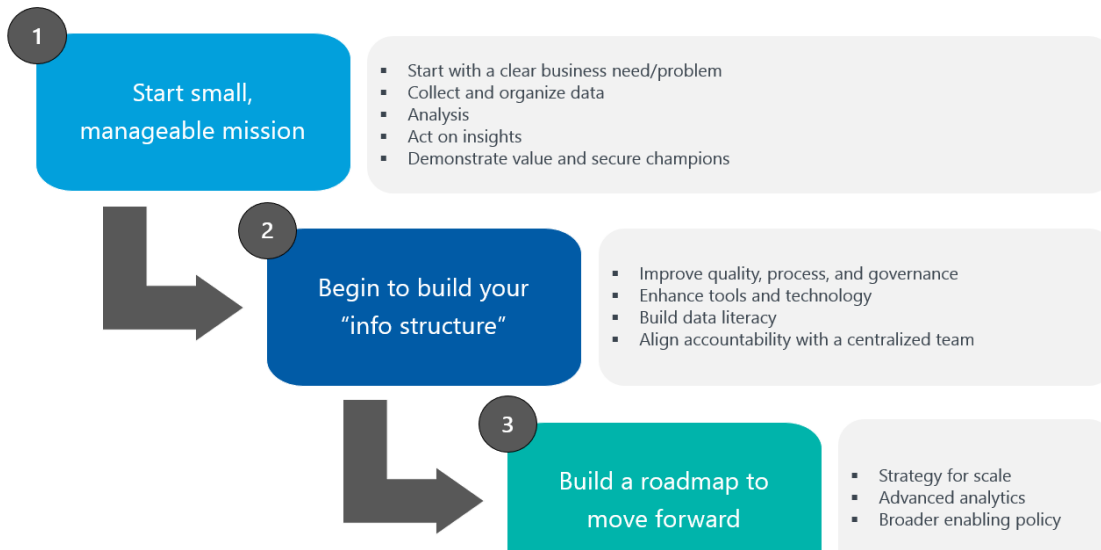 1
Start small,
manageable mission
▪ Start with a clear business need/problem
▪ Collect and organize data
▪ Analysis
▪ Act on insights
▪ Demonstrate value and secure champions
2
Begin to build your
“info structure”
▪ Improve quality, process, and governance
▪ Enhance tools and technology
▪ Build data literacy
▪ Align accountability with a centralized team
3
Build a roadmap to
move forward
▪ Strategy for scale
▪ Advanced analytics
▪ Broader enabling policy